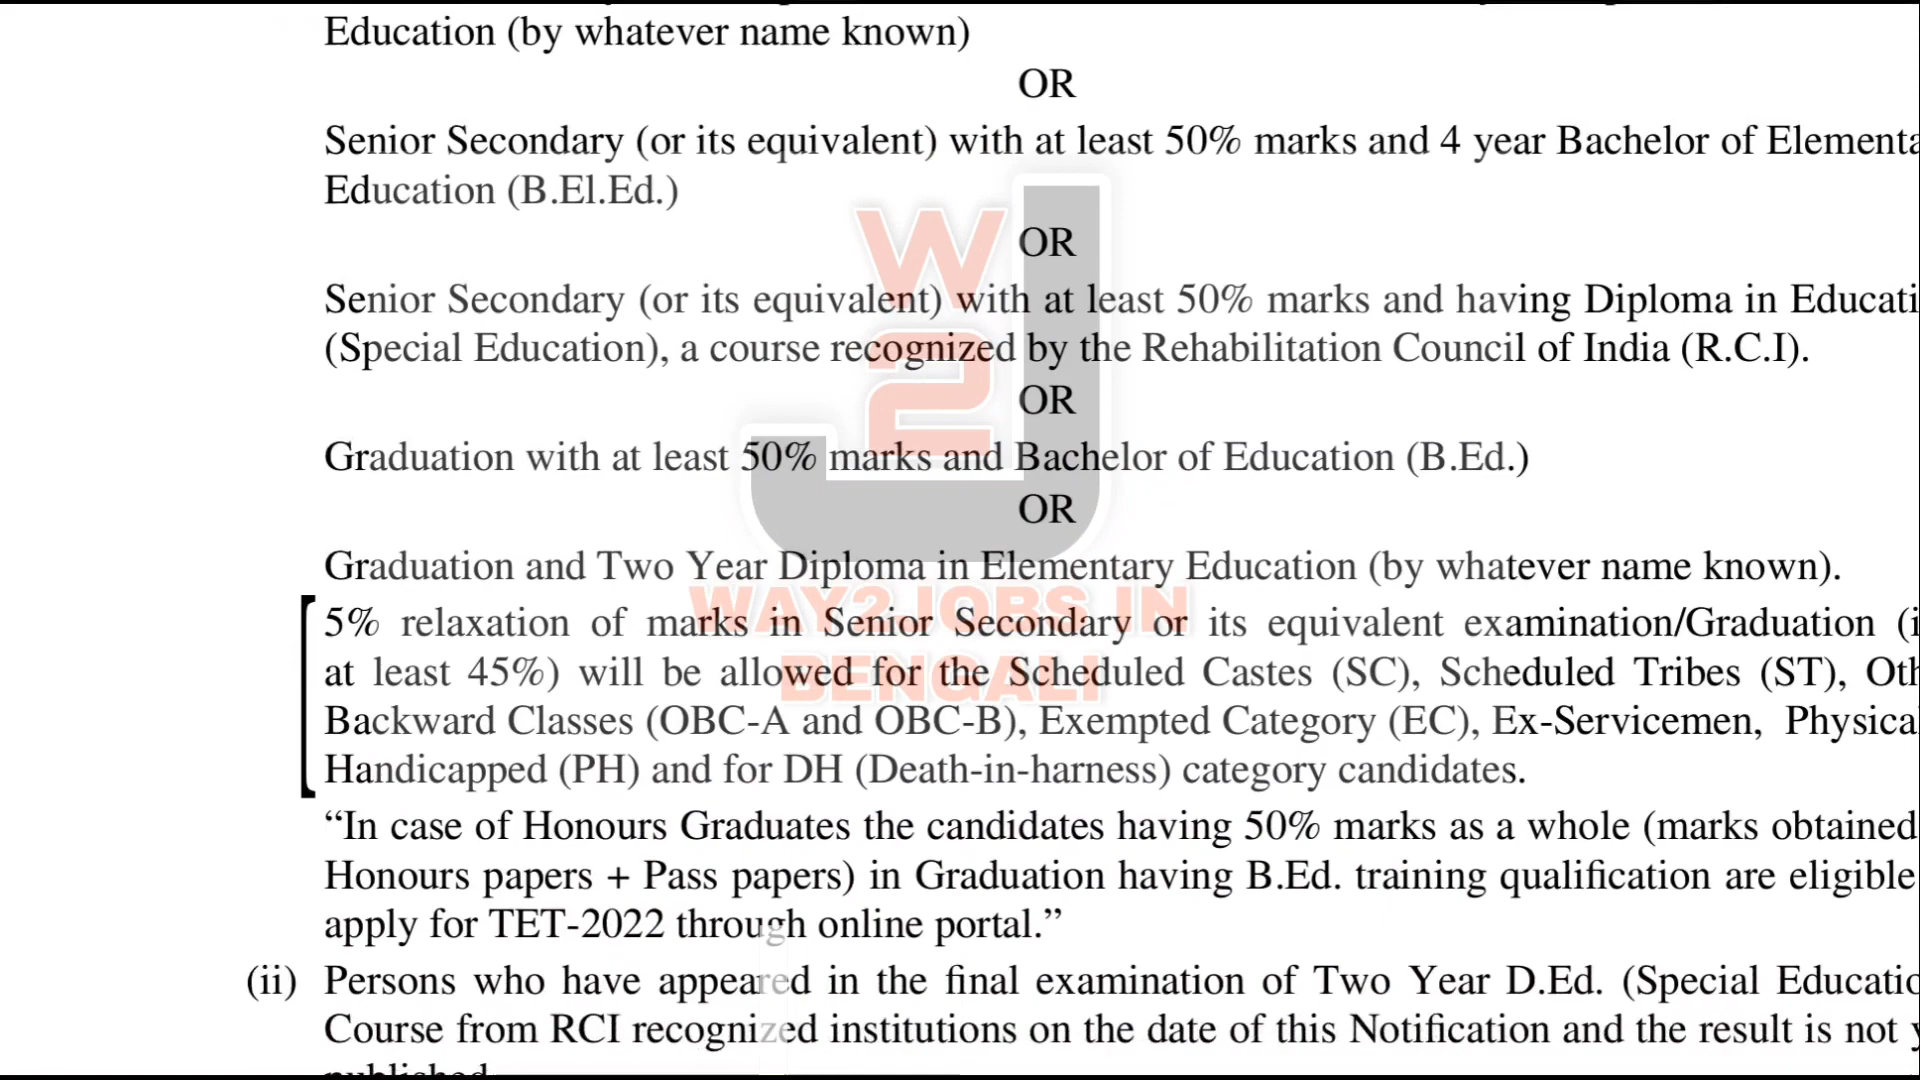 Education (by whatever name known)
OR
Senior Secondary (or its equivalent) with at least 50% marks and 4 year Bachelor of Elementa
Education (B.El.Ed.)
OR
Senior Secondary (or its equivalent) with at least 50% marks and having Diploma in Educati
(Special Education), a course recognized by the Rehabilitation Council of India (R.C.I).
OR
Graduation with at least 50% marks and Bachelor of Education (B.Ed.)
OR
Graduation and Two Year Diploma in Elementary Education (by whatever name known).
5% relaxation of marks in Senior Secondary or its equivalent examination/Graduation (i
at least 45%) will be allowed for the Scheduled Castes (SC), Scheduled Tribes (ST), Oth
Backward Classes (OBC-A and OBC-B), Exempted Category (EC), Ex-Servicemen, Physica
Handicapped (PH) and for DH (Death-in-harness) category candidates.
“In case of Honours Graduates the candidates having 50% marks as a whole (marks obtained
Honours papers + Pass papers) in Graduation having B.Ed. training qualification are eligible
apply for TET-2022 through online portal.”
(ii) Persons who have appeared in the final examination of Two Year D.Ed. (Special Educatio
Course from RCI recognized institutions on the date of this Notification and the result is not y
published
W2J
WAY2JOBS IN
BENGALI